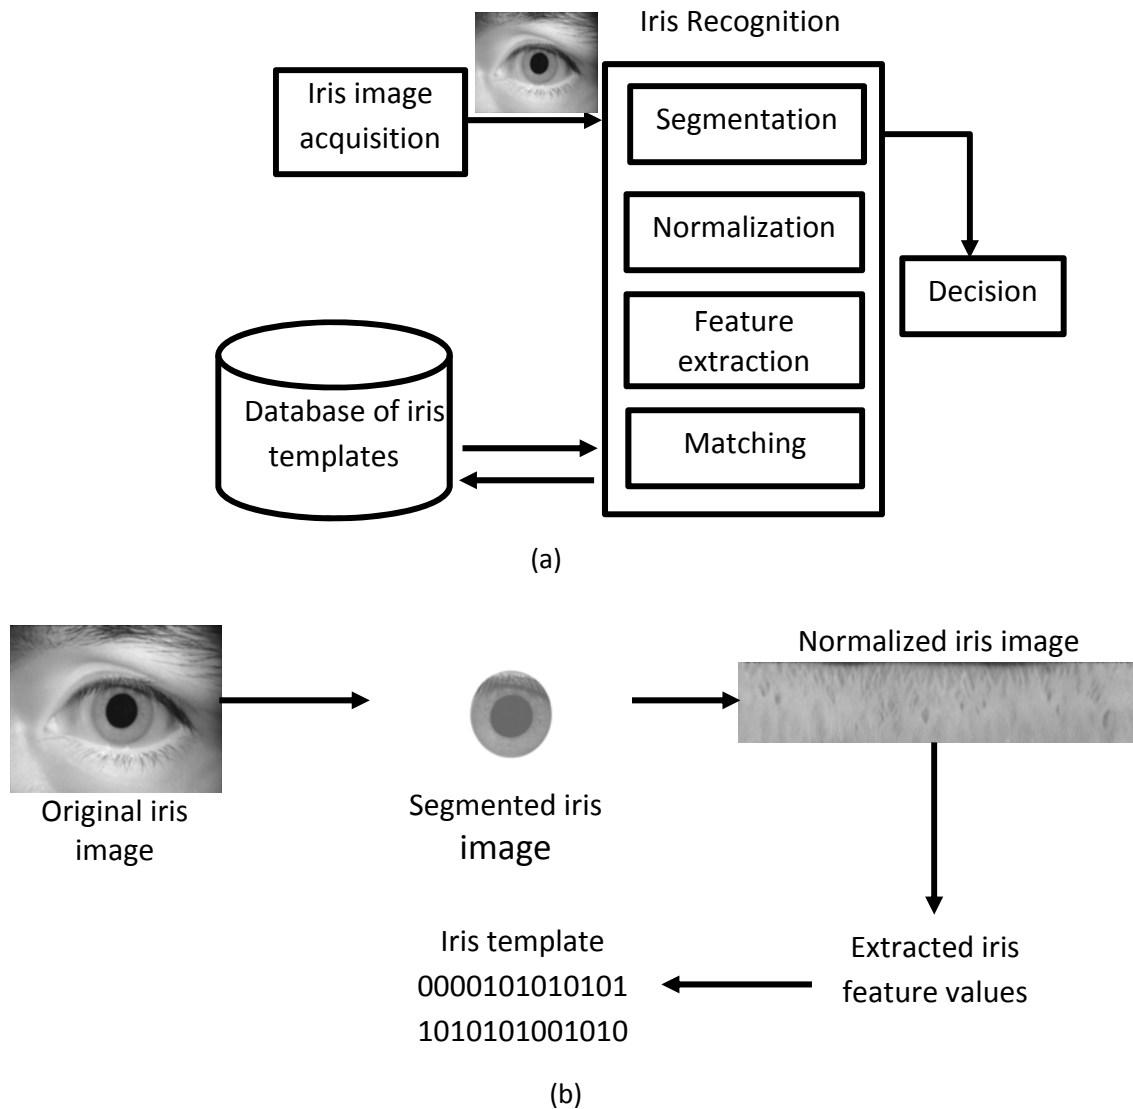 Iris Recognition
Iris image
acquisition
Segmentation
Normalization
Feature
extraction
Matching
Decision
Database of iris
templates
(a)
Original iris
image
Segmented iris
image
Normalized iris image
Extracted iris
feature values
Iris template
0000101010101
1010101001010
(b)